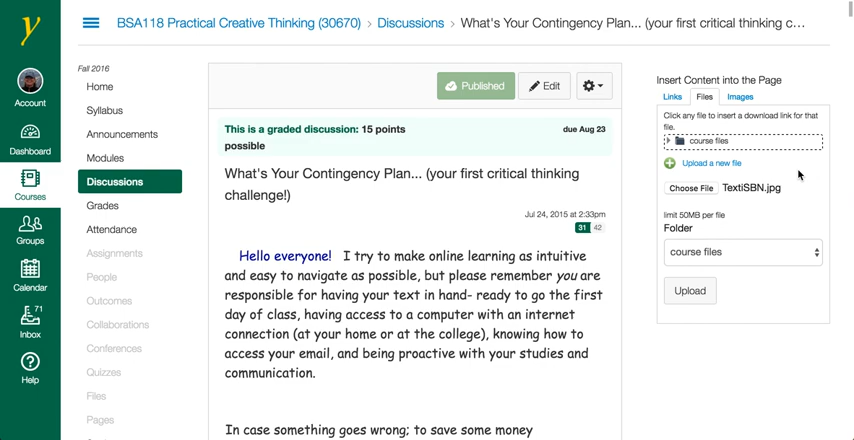 y
Account
Dashboard
Courses
Groups
Calendar
71
Inbox
Help
BSA118 Practical Creative Thinking (30670) > Discussions > What's Your Contingency Plan... (your first critical thinking c...
Fall 2016
Home
Syllabus
Announcements
Modules
Discussions
Grades
Attendance
Assignments
People
Outcomes
Collaborations
Conferences
Quizzes
Files
Pages
Published
Edit
This is a graded discussion: 15 points
possible
due Aug 23
What's Your Contingency Plan... (your first critical thinking
challenge!)
Jul 24, 2015 at 2:33pm
31 42
Hello everyone! I try to make online learning as intuitive
and easy to navigate as possible, but please remember you are
responsible for having your text in hand- ready to go the first
day of class, having access to a computer with an internet
connection (at your home or at the college), knowing how to
access your email, and being proactive with your studies and
communication.
In case something goes wrong; to save some money
Insert Content into the Page
Links Files Images
Click any file to insert a download link for that
file.
course files
Upload a new file
Choose File TextiSBN.jpg
limit 50MB per file
Folder
course files
Upload